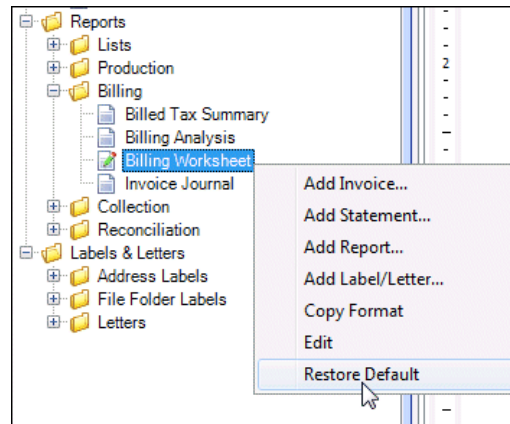 Reports
Lists
Production
Billing
Billed Tax Summary
Billing Analysis
Billing Worksheet
Invoice Journal
Collection
Reconciliation
Labels & Letters
Address Labels
File Folder Labels
Letters
2
Add Invoice...
Add Statement...
Add Report...
Add Label/Letter...
Copy Format
Edit
Restore Default